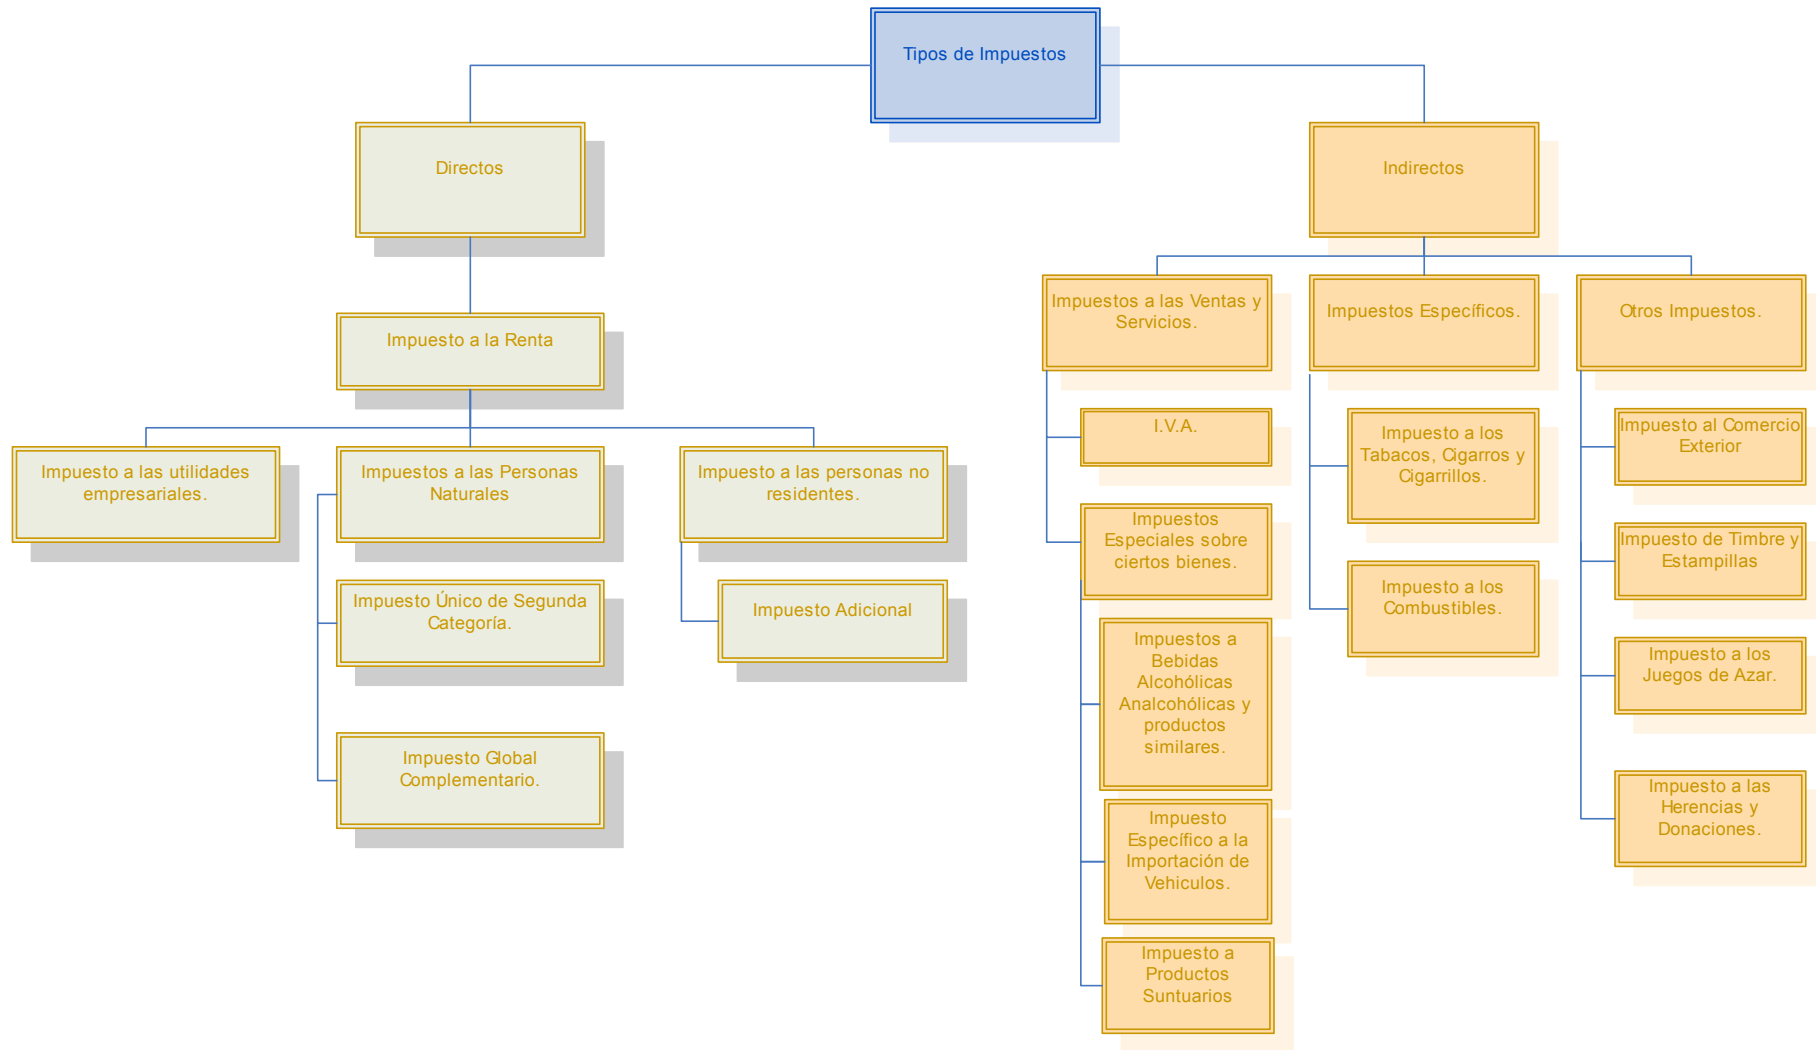 Tipos de Impuestos
Directos
Indirectos
Impuesto a la Renta
Impuesto a las utilidades
empresariales.
Impuestos a las Personas
Naturales
Impuesto a las personas no
residentes.
Impuesto Único de Segunda
Categoría.
Impuesto Adicional
Impuesto Global
Complementario.
Impuestos a las Ventas y
Servicios.
Impuestos Específicos.
Otros Impuestos.
I.V.A.
Impuestos
Especiales sobre
ciertos bienes.
Impuestos a
Bebidas
Alcohólicas
Analcohólicas y
productos
similares.
Impuesto
Específico a la
Importación de
Vehiculos.
Impuesto a
Productos
Suntuarios
Impuesto a los
Tabacos, Cigarros y
Cigarrillos.
Impuesto a los
Combustibles.
Impuesto al Comercio
Exterior
Impuesto de Timbre y
Estampillas
Impuesto a los
Juegos de Azar.
Impuesto a las
Herencias y
Donaciones.